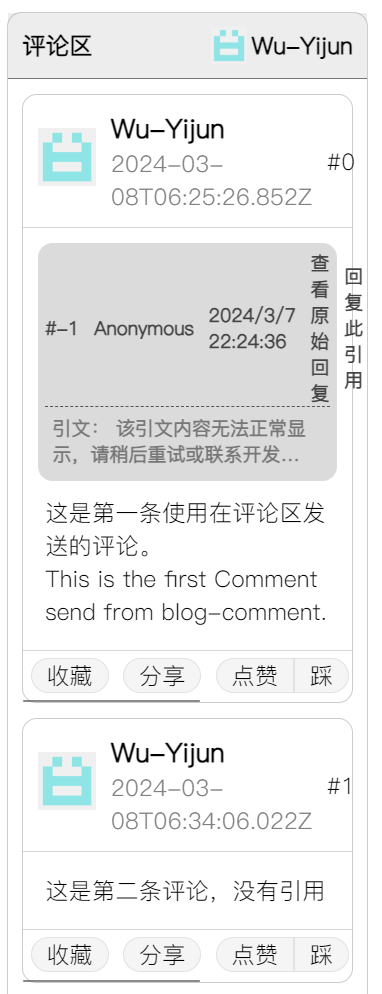 评论区 Wu-Yijun
Wu-Yijun
2024-03-
08T06:25:26.852Z
#0
#-1 Anonymous
2024/3/7
22:24:36
查看原始回复
回复此引用
引文： 该引文内容无法正常显
示，请稍后重试或联系开发...
这是第一条使用在评论区发
送的评论。
This is the first Comment
send from blog-comment.
收藏 分享 点赞 踩
Wu-Yijun
2024-03-
08T06:34:06.022Z
#1
这是第二条评论，没有引用
收藏 分享 点赞 踩